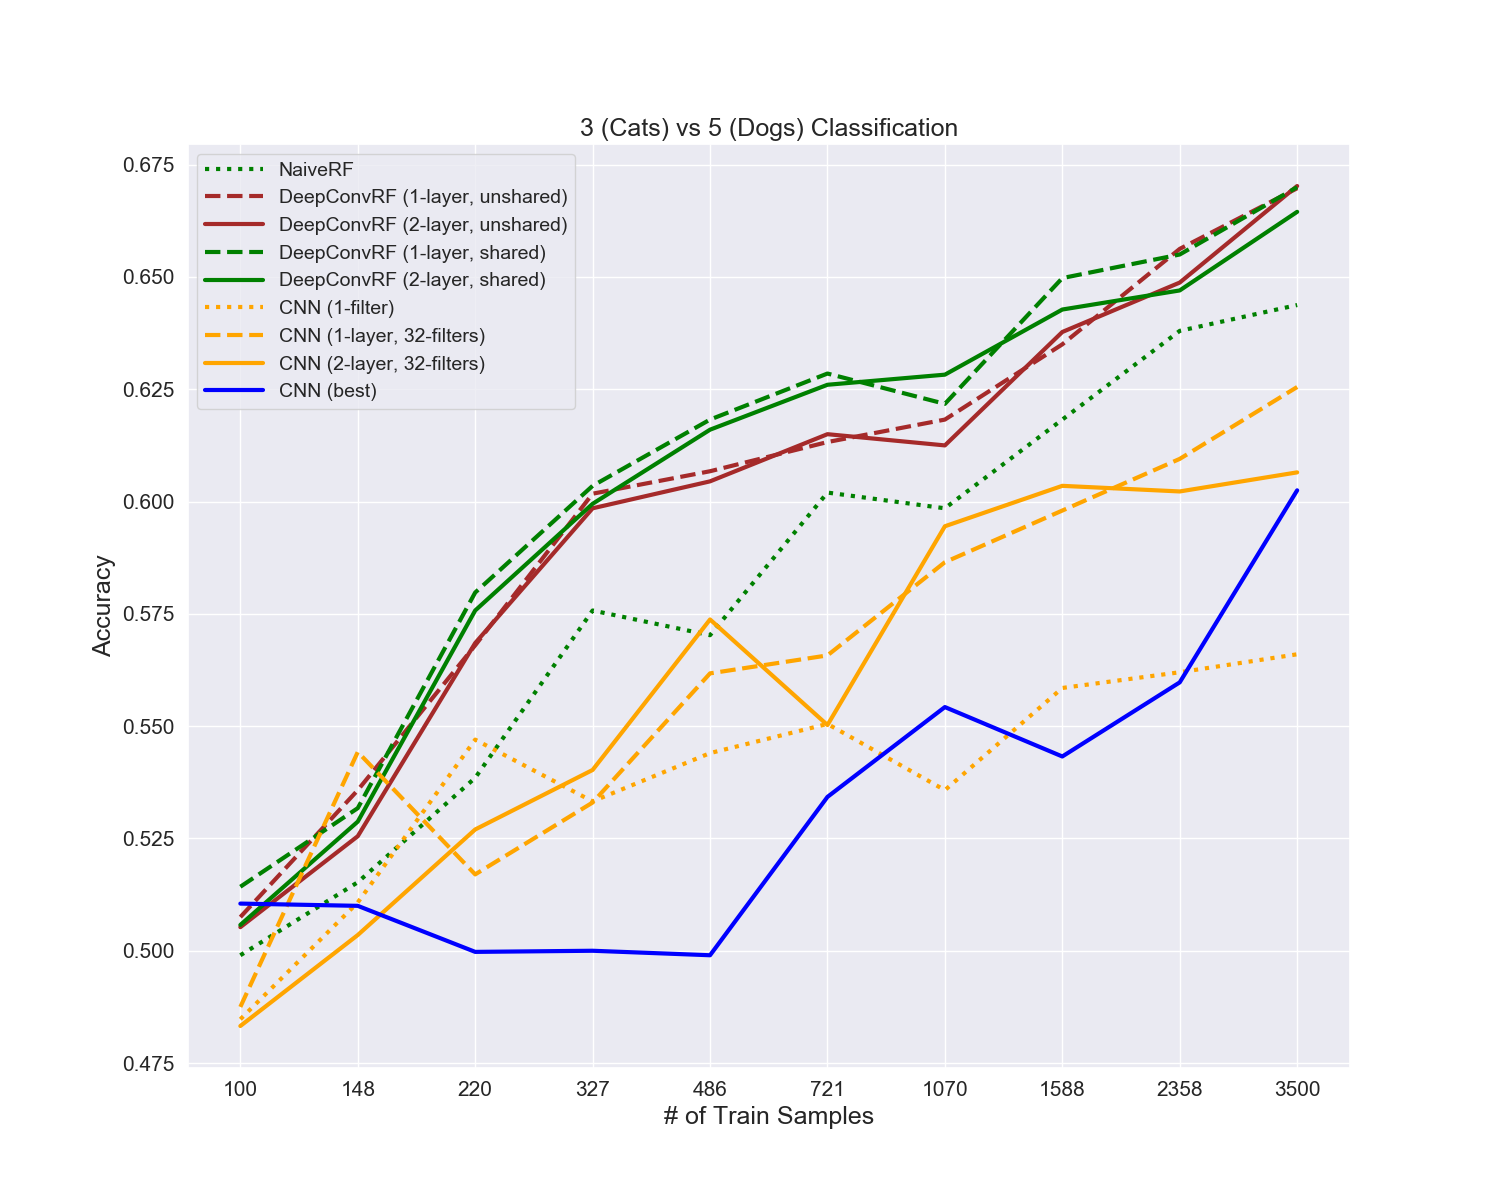 3 (Cats) vs 5 (Dogs) Classification
NaiveRF
DeepConvRF (1-layer, unshared)
DeepConvRF (2-layer, unshared)
DeepConvRF (1-layer, shared)
DeepConvRF (2-layer, shared)
CNN (1-filter)
CNN (1-layer, 32-filters)
CNN (2-layer, 32-filters)
CNN (best)
Accuracy
0.675
0.650
0.625
0.600
0.575
0.550
0.525
0.500
0.475
100 148 220 327 486 721 1070 1588 2358 3500
# of Train Samples